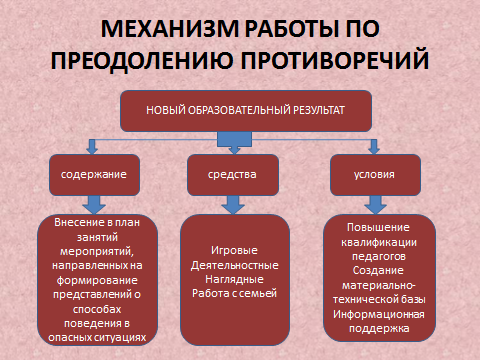 МЕХАНИЗМ РАБОТЫ ПО
ПРЕОДОЛЕНИЮ ПРОТИВОРЕЧИЙ
НОВЫЙ ОБРАЗОВАТЕЛЬНЫЙ РЕЗУЛЬТАТ
содержание
средства
условия
Внесение в план
занятий
мероприятий,
направленных на
формирование
представлений о
способах
поведения в
опасных ситуациях
Игровые
Деятельностные
Наглядные
Работа с семьей
Повышение
квалификации
педагогов
Создание
материально-
технической базы
Информационная
поддержка